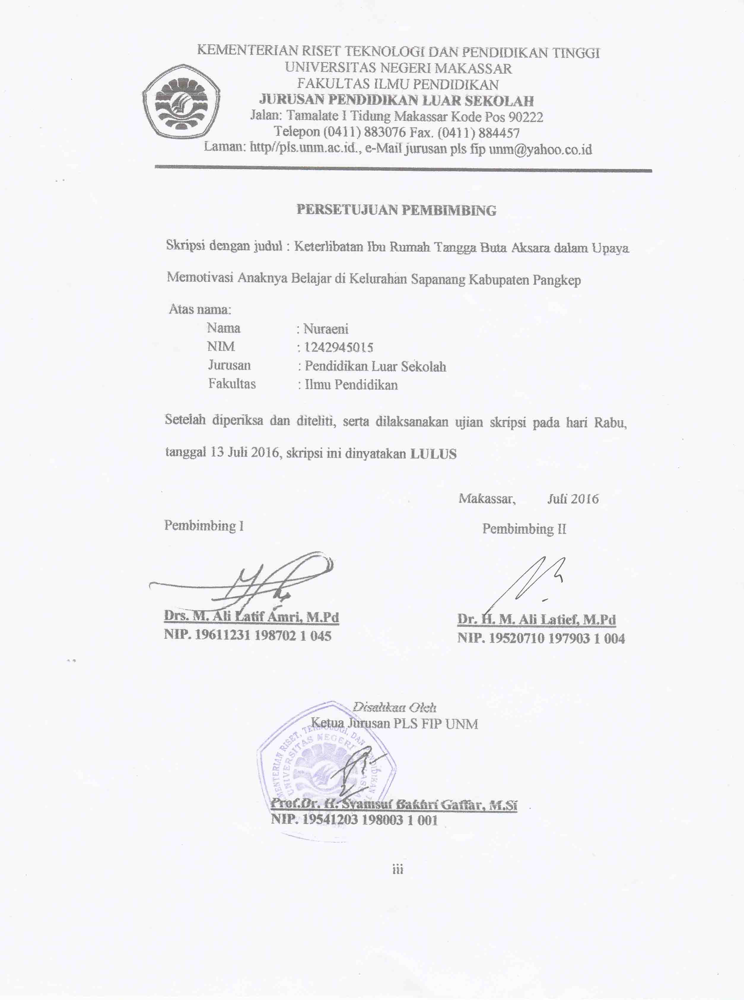 KEMENTERIAN RISET TEKNOLOGI DAN PENDIDIKAN TINGGI
UNIVERSITAS NEGERI MAKASSAR
FAKULTAS ILMU PENDIDIKAN
JURUSAN PENDIDIKAN LUAR SEKOLAH
Jalan: Tamalate I Tidung Makassar Kode Pos 90222
Telepon (0411) 883076 Fax. (0411) 884457
Laman: http//pls.unm.ac.id., e-Mail jurusan pls fip unm@yahoo.co.id
PERSETUJUAN PEMBIMBING
Skripsi dengan judul : Keterlibatan Ibu Rumah Tangga Buta Aksara dalam Upaya
Memotivasi Anaknya Belajar di Kelurahan Sapanang Kabupaten Pangkep
Atas nama:
Nama : Nuraeni
NIM : 1242945015
Jurusan : Pendidikan Luar Sekolah
Fakultas : Ilmu Pendidikan
Setelah diperiksa dan diteliti, serta dilaksanakan ujian skripsi pada hari Rabu,
tanggal 13 Juli 2016, skripsi ini dinyatakan LULUS
Makassar, Juli 2016
Pembimbing I Pembimbing II
Drs. M. Ali Latif Amri, M.Pd Dr. H. M. Ali Latief, M.Pd
NIP. 19611231 198702 1 045 NIP. 19520710 197903 1 004
Disahkan Oleh
Ketua Jurusan PLS FIP UNM
MENTERIAN RISET, TEKNOLOGI, DAN PENDIDIKAN
UNIVERSITAS NEGERI MAKASSAR
Prof.Dr. H. Syamsul Bakhri Gaffar, M.Si
NIP. 19541203 198003 1 001
iii